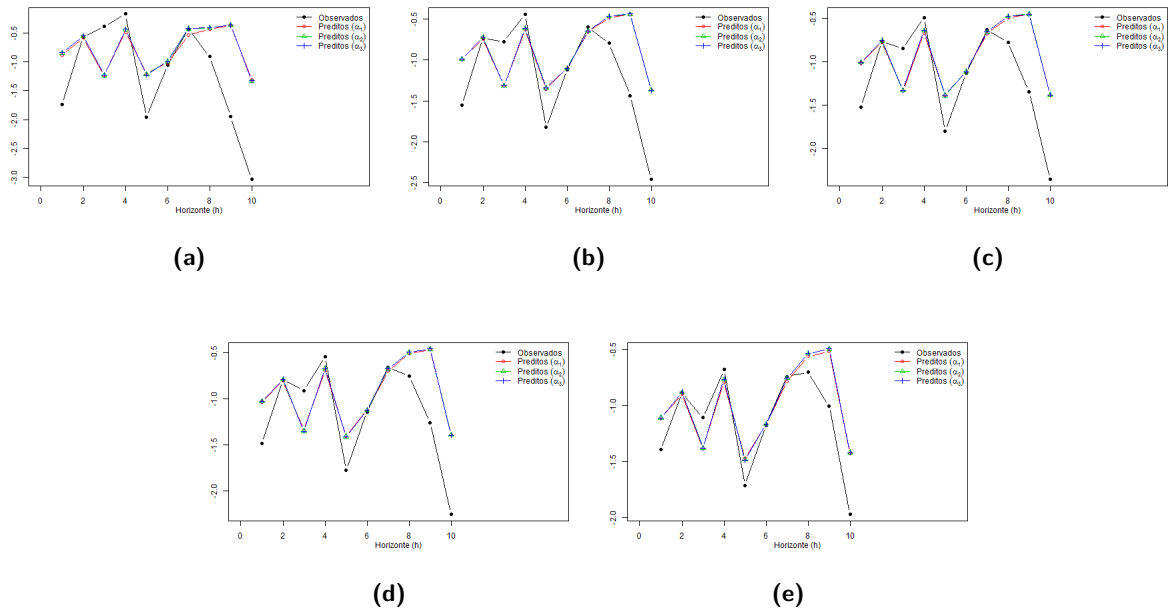 Observados
Preditos (α₁)
Preditos (α₂)
Preditos (α₃)
-0.5
-1.0
-1.5
-2.0
-2.5
-3.0
0 2 4 6 8 10
Horizonte (h)
(a)
Observados
Preditos (α₁)
Preditos (α₂)
Preditos (α₃)
-0.5
-1.0
-1.5
-2.0
-2.5
0 2 4 6 8 10
Horizonte (h)
(b)
Observados
Preditos (α₁)
Preditos (α₂)
Preditos (α₃)
-0.5
-1.0
-1.5
-2.0
0 2 4 6 8 10
Horizonte (h)
(c)
Observados
Preditos (α₁)
Preditos (α₂)
Preditos (α₃)
-0.5
-1.0
-1.5
-2.0
0 2 4 6 8 10
Horizonte (h)
(d)
Observados
Preditos (α₁)
Preditos (α₂)
Preditos (α₃)
-0.5
-1.0
-1.5
-2.0
0 2 4 6 8 10
Horizonte (h)
(e)